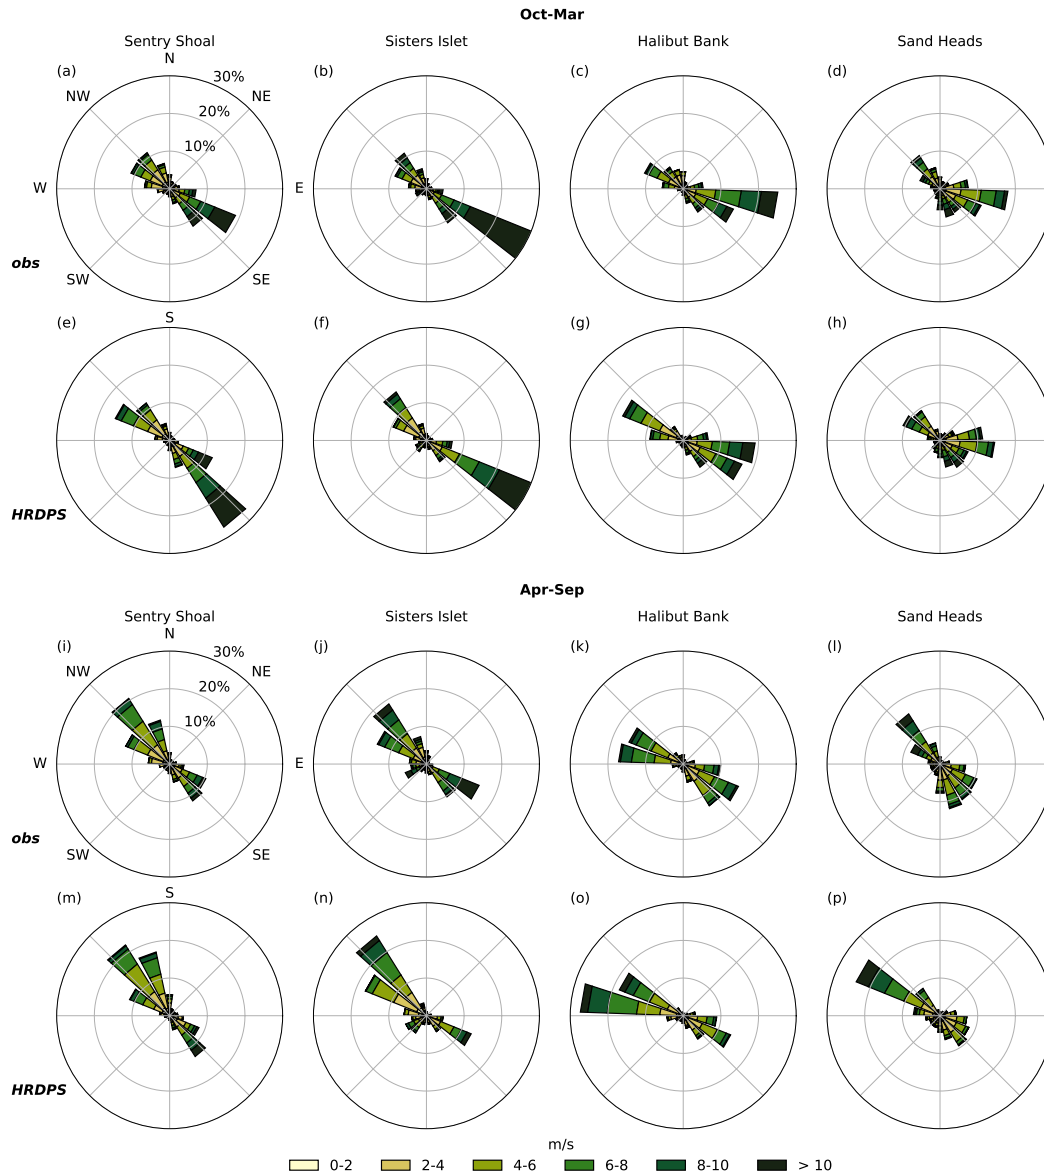 Oct-Mar
Sentry Shoal
Sisters Islet
Halibut Bank
Sand Heads
N
(a)
30%
(b)
(c)
(d)
NW
NE
20%
10%
W
E
obs
SW
SE
S
(e)
(f)
(g)
(h)
HRDPS
Apr-Sep
Sentry Shoal
Sisters Islet
Halibut Bank
Sand Heads
N
(i)
30%
(j)
(k)
(l)
NW
NE
20%
10%
W
E
obs
SW
SE
S
(m)
(n)
(o)
(p)
HRDPS
m/s
0-2
2-4
4-6
6-8
8-10
> 10